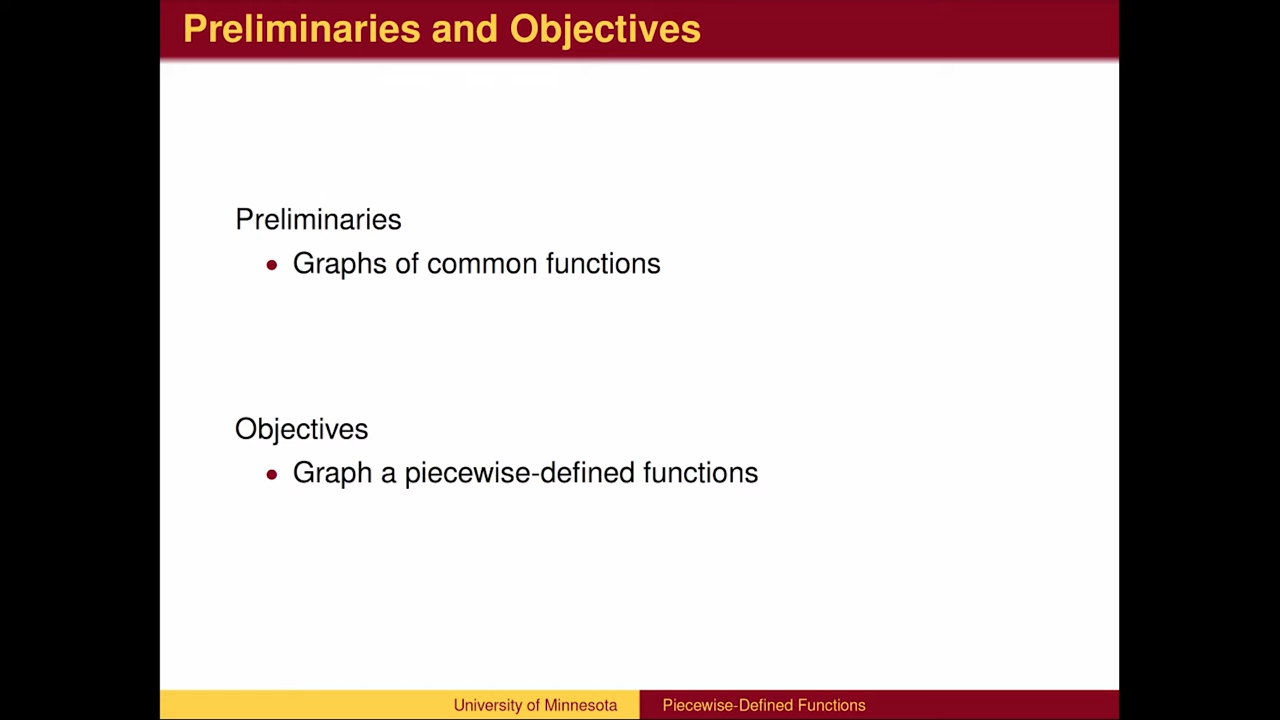 Preliminaries and Objectives
Preliminaries
• Graphs of common functions
Objectives
• Graph a piecewise-defined functions
University of Minnesota
Piecewise-Defined Functions